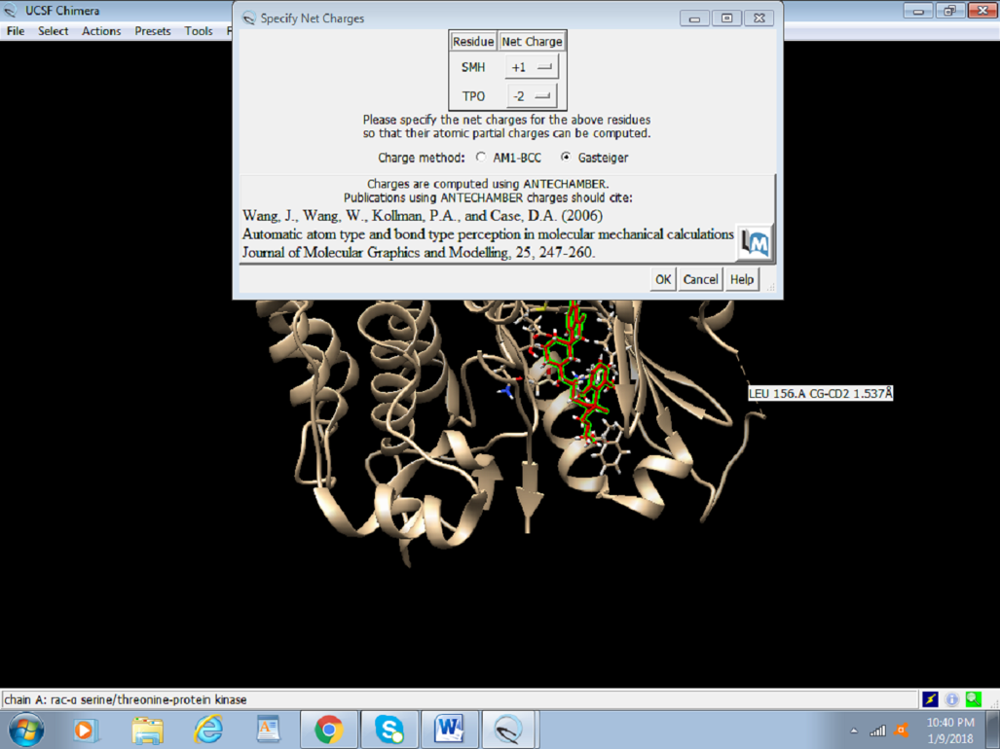 UCSF Chimera
File Select Actions Presets Tools F
Specify Net Charges
Residue Net Charge
SMH +1
TPO -2
Please specify the net charges for the above residues
so that their atomic partial charges can be computed.
Charge method: AM1-BCC Gasteiger
Charges are computed using ANTECHAMBER.
Publications using ANTECHAMBER charges should cite:
Wang, J., Wang, W., Kollman, P.A., and Case, D.A. (2006)
Automatic atom type and bond type perception in molecular mechanical calculations
Journal of Molecular Graphics and Modelling, 25, 247-260.
OK Cancel Help
LEU 156.A CG-CD2 1.537Å
chain A: rac-α serine/threonine-protein kinase
10:40 PM
1/9/2018